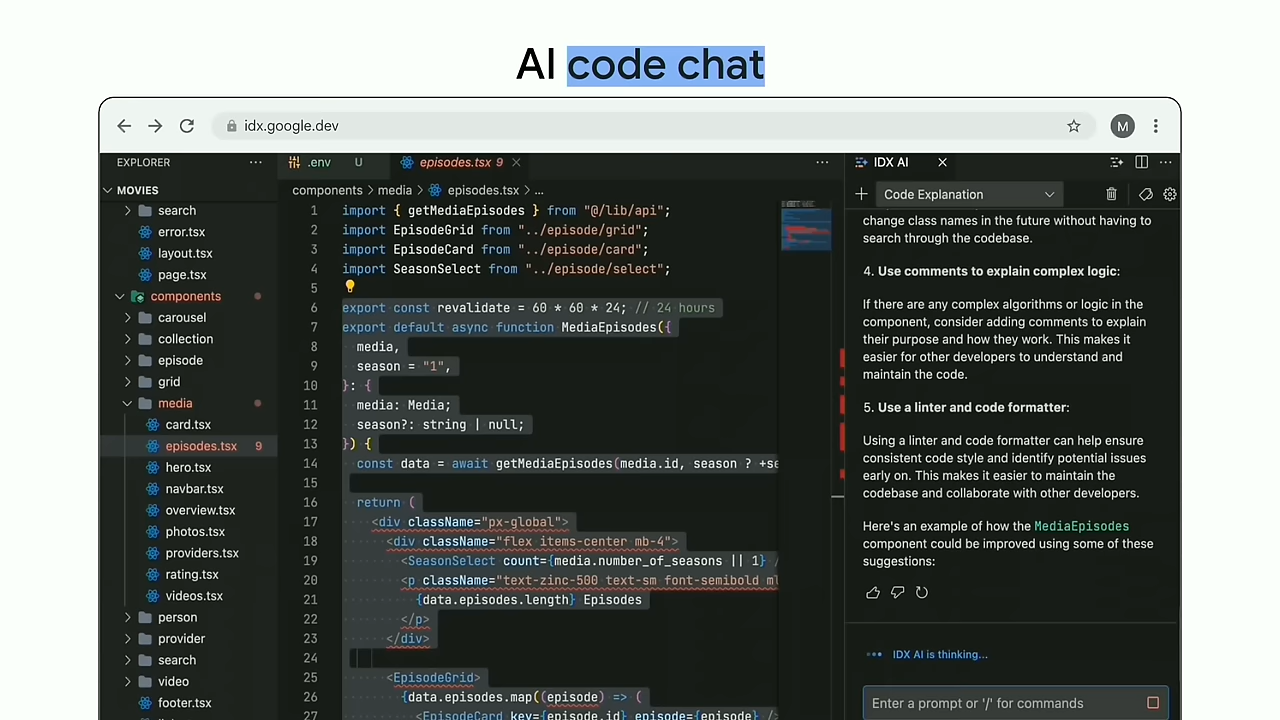 AI code chat
idx.google.dev
M
EXPLORER
MOVIES
search
error.tsx
layout.tsx
page.tsx
components
carousel
collection
episode
grid
media
card.tsx
episodes.tsx 9
hero.tsx
navbar.tsx
overview.tsx
photos.tsx
providers.tsx
rating.tsx
videos.tsx
person
provider
search
video
footer.tsx
.env U
episodes.tsx 9
components > media > episodes.tsx > ...
1 import { getMediaEpisodes } from "@/lib/api";
2 import EpisodeGrid from "../episode/grid";
3 import EpisodeCard from "../episode/card";
4 import SeasonSelect from "../episode/select";
5
6 export const revalidate = 60 * 60 * 24; // 24 hours
7 export default async function MediaEpisodes({
8 media,
9 season = "1",
10 }: {
11 media: Media;
12 season?: string | null;
13 }) {
14 const data = await getMediaEpisodes(media.id, season ? +se
15
16 return (
17 <div className="px-global">
18 <div className="flex items-center mb-4">
19 <SeasonSelect count={media.number_of_seasons || 1} /
20 <p className="text-zinc-500 text-sm font-semibold ml
21 {data.episodes.length} Episodes
22 </p>
23 </div>
24
25 <EpisodeGrid>
26 {data.episodes.map((episode) => (
27 <EpisodeCard key={episode.id} episode={episode} />
IDX AI
Code Explanation
change class names in the future without having to
search through the codebase.
4. Use comments to explain complex logic:
If there are any complex algorithms or logic in the
component, consider adding comments to explain
their purpose and how they work. This makes it
easier for other developers to understand and
maintain the code.
5. Use a linter and code formatter:
Using a linter and code formatter can help ensure
consistent code style and identify potential issues
early on. This makes it easier to maintain the
codebase and collaborate with other developers.
Here's an example of how the MediaEpisodes
component could be improved using some of these
suggestions:
IDX AI is thinking...
Enter a prompt or '/' for commands